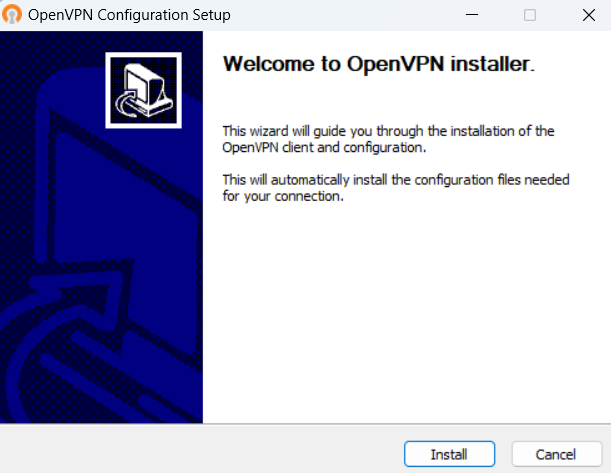 OpenVPN Configuration Setup
Welcome to OpenVPN installer.
This wizard will guide you through the installation of the
OpenVPN client and configuration.
This will automatically install the configuration files needed
for your connection.
Install
Cancel